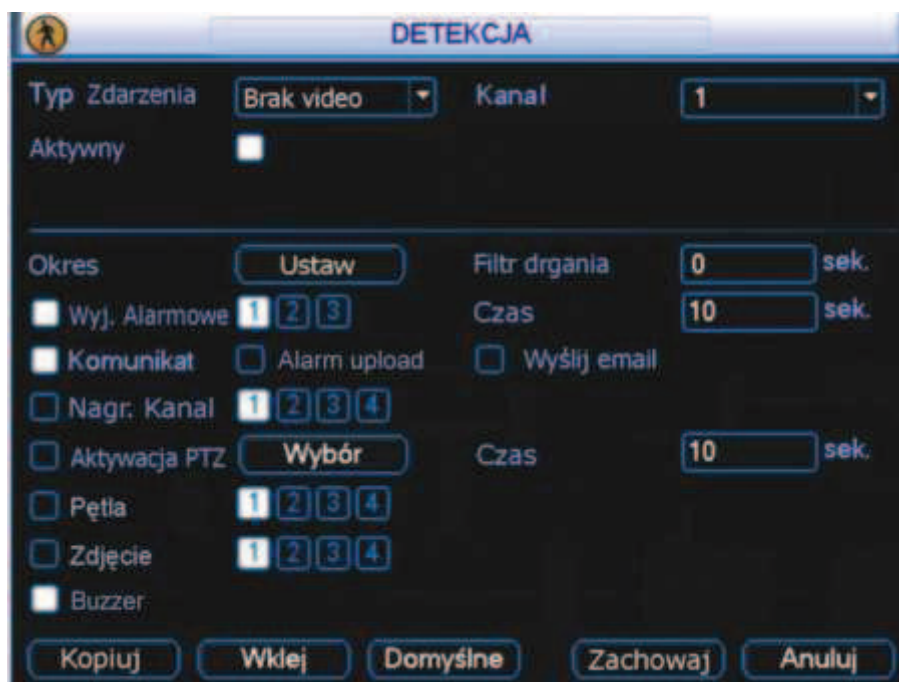 DETEKCJA
Typ Zdarzenia Brak video Kanał 1
Aktywny
Okres Ustaw Filtr drgania 0 sek.
Wyj. Alarmowe 1 2 3 Czas 10 sek.
Komunikat Alarm upload Wyślij email
Nagr. Kanał 1 2 3 4
Aktywacja PTZ Wybór Czas 10 sek.
Pętla 1 2 3 4
Zdjęcie 1 2 3 4
Buzzer
Kopiuj Wklej Domyślne Zachowaj Anuluj